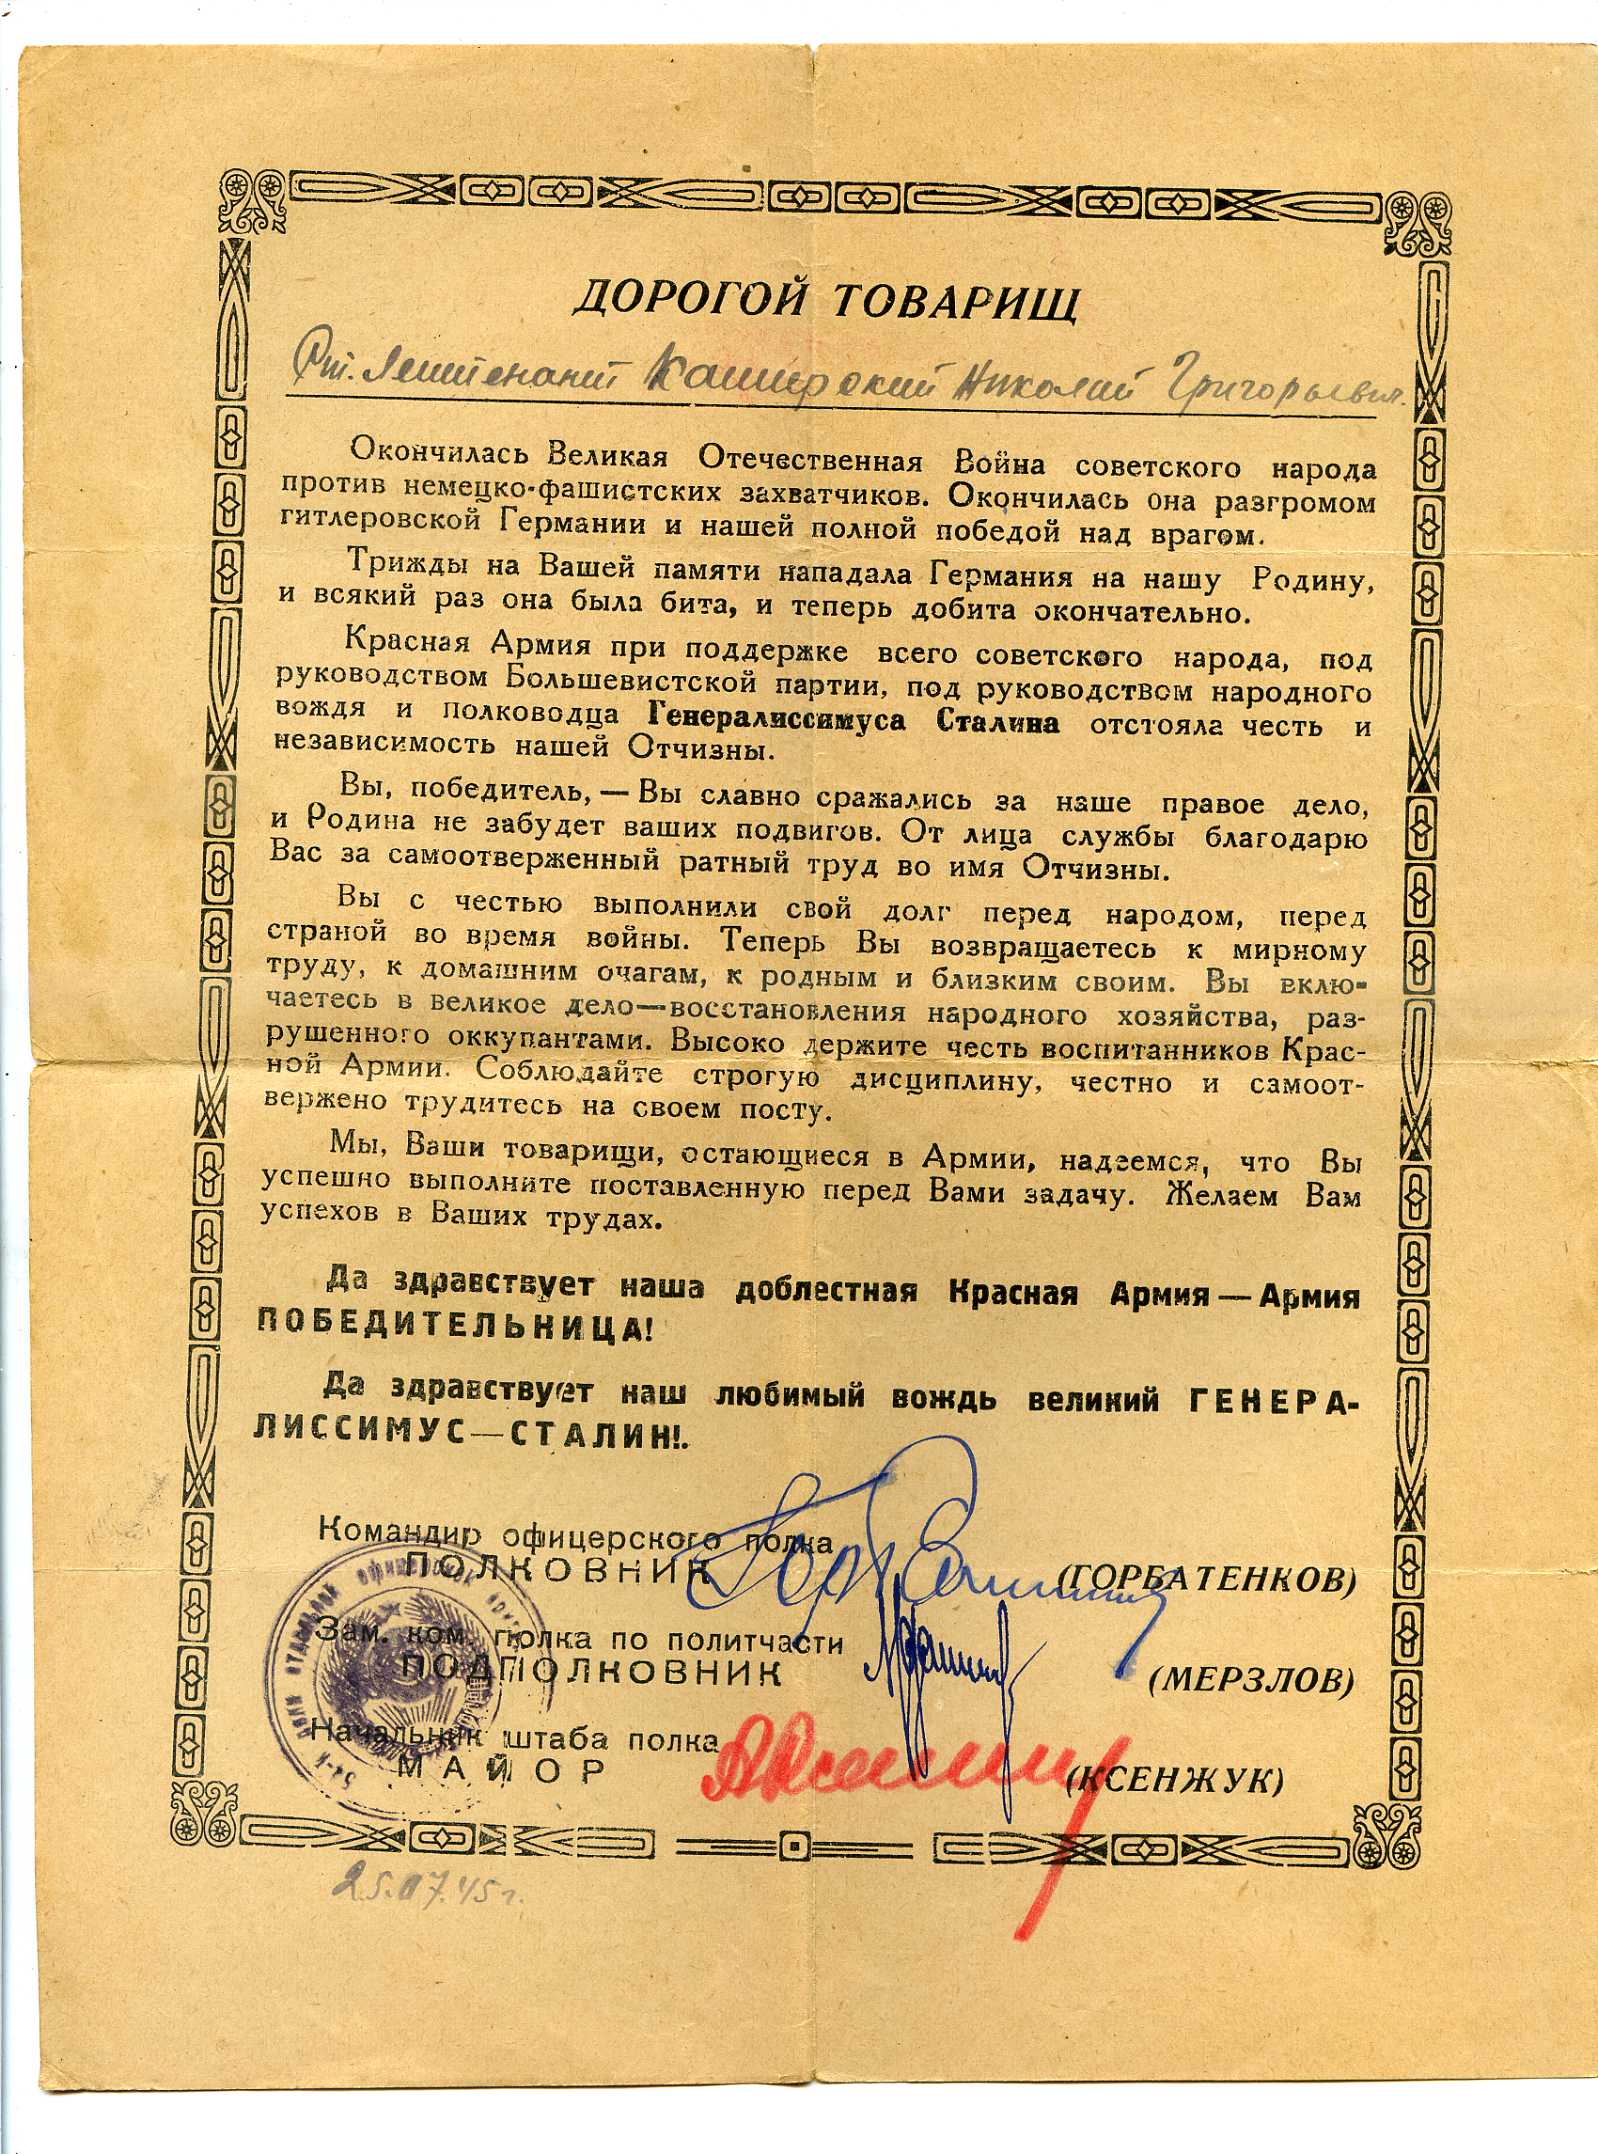 ДОРОГОЙ ТОВАРИЩ
Ст. Лейтенант Каширский Николай Григорьевич.
Окончилась Великая Отечественная Война советского народа
против немецко-фашистских захватчиков. Окончилась она разгромом
гитлеровской Германии и нашей полной победой над врагом.
Трижды на Вашей памяти нападала Германия на нашу Родину,
и всякий раз она была бита, и теперь добита окончательно.
Красная Армия при поддержке всего советского народа, под
руководством Большевистской партии, под руководством народного
вождя и полководца Генералиссимуса Сталина отстояла честь и
независимость нашей Отчизны.
Вы, победитель, — Вы славно сражались за наше правое дело,
и Родина не забудет ваших подвигов. От лица службы благодарю
Вас за самоотверженный ратный труд во имя Отчизны.
Вы с честью выполнили свой долг перед народом, перед
страной во время войны. Теперь Вы возвращаетесь к мирному
труду, к домашним очагам, к родным и близким своим. Вы вклю-
чаетесь в великое дело—восстановления народного хозяйства, раз-
рушенного оккупантами. Высоко держите честь воспитанников Крас-
ной Армии. Соблюдайте строгую дисциплину, честно и самоот-
вержено трудитесь на своем посту.
Мы, Ваши товарищи, остающиеся в Армии, надеемся, что Вы
успешно выполните поставленную перед Вами задачу. Желаем Вам
успехов в Ваших трудах.
Да здравствует наша доблестная Красная Армия — Армия
ПОБЕДИТЕЛЬНИЦА!
Да здравствует наш любимый вождь великий ГЕНЕРА-
ЛИССИМУС—СТАЛИН!.
Командир офицерского полка
ПОЛКОВНИК (ГОРБАТЕНКОВ)
Зам. ком. полка по политчасти
ПОДПОЛКОВНИК (МЕРЗЛОВ)
Начальник штаба полка
МАЙОР (КСЕНЖУК)
54-й отдельный офицерский
25.07.45 г.